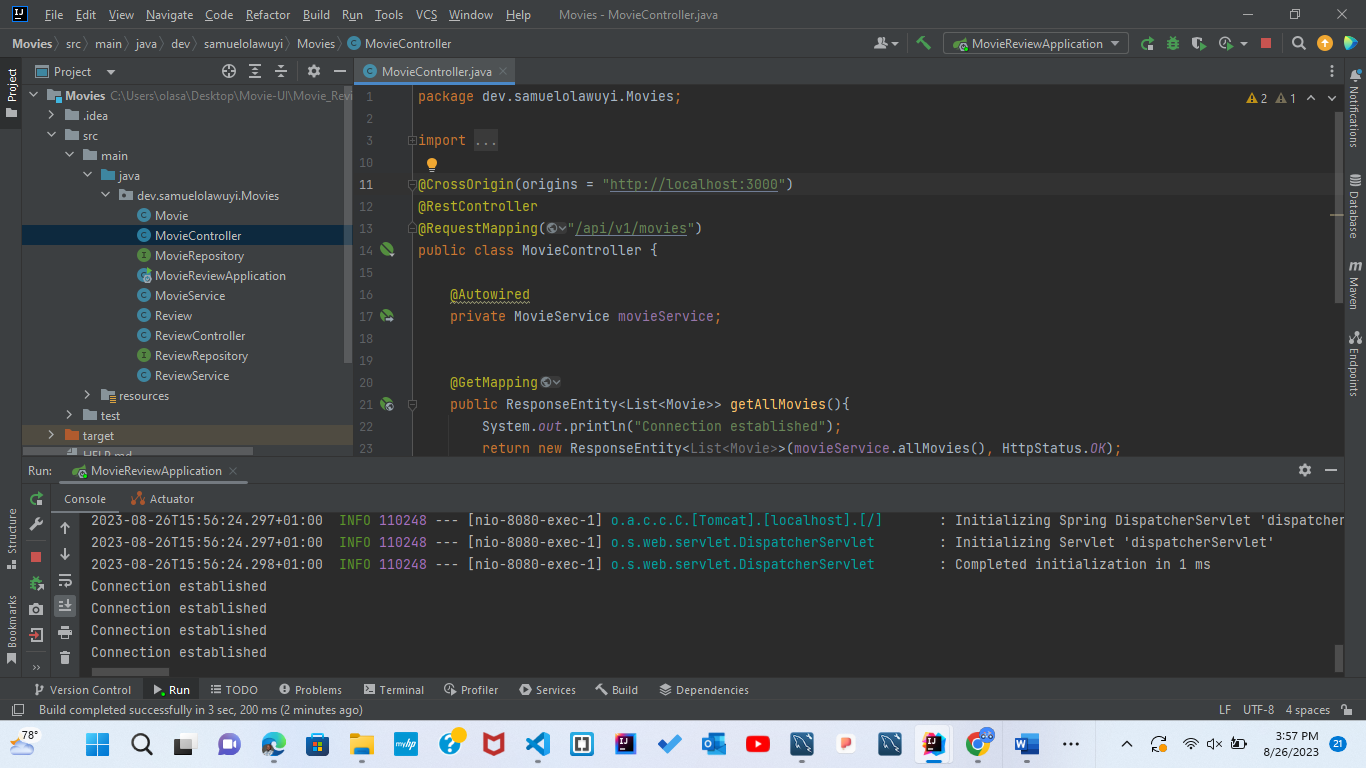 File Edit View Navigate Code Refactor Build Run Tools VCS Window Help Movies - MovieController.java
Movies src main java dev samuelolawuyi Movies MovieController MovieReviewApplication
Project
Project MovieController.java
Movies C:\Users\olasa\Desktop\Movie-UI\Movie_Revi
.idea
src
main
java
dev.samuelolawuyi.Movies
Movie
MovieController
MovieRepository
MovieReviewApplication
MovieService
Review
ReviewController
ReviewRepository
ReviewService
resources
test
target
HELP.md
1 package dev.samuelolawuyi.Movies; 2 1
2
3 import ...
10
11 @CrossOrigin(origins = "http://localhost:3000")
12 @RestController
13 @RequestMapping("/api/v1/movies")
14 public class MovieController {
15
16 @Autowired
17 private MovieService movieService;
18
19
20 @GetMapping
21 public ResponseEntity<List<Movie>> getAllMovies(){
22 System.out.println("Connection established");
23 return new ResponseEntity<List<Movie>>(movieService.allMovies(), HttpStatus.OK);
Notifications
Database
m Maven
Endpoints
Run: MovieReviewApplication
Console Actuator
Structure
Bookmarks
2023-08-26T15:56:24.297+01:00 INFO 110248 --- [nio-8080-exec-1] o.a.c.c.C.[Tomcat].[localhost].[/] : Initializing Spring DispatcherServlet 'dispatcher
2023-08-26T15:56:24.297+01:00 INFO 110248 --- [nio-8080-exec-1] o.s.web.servlet.DispatcherServlet : Initializing Servlet 'dispatcherServlet'
2023-08-26T15:56:24.298+01:00 INFO 110248 --- [nio-8080-exec-1] o.s.web.servlet.DispatcherServlet : Completed initialization in 1 ms
Connection established
Connection established
Connection established
Connection established
Version Control Run TODO Problems Terminal Profiler Services Build Dependencies
Build completed successfully in 3 sec, 200 ms (2 minutes ago) LF UTF-8 4 spaces
78°
3:57 PM
8/26/2023
21